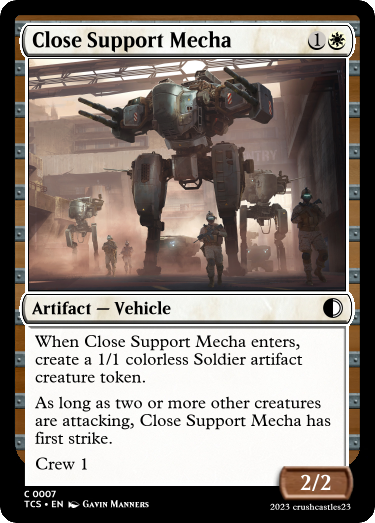 Close Support Mecha 1
Artifact — Vehicle
When Close Support Mecha enters,
create a 1/1 colorless Soldier artifact
creature token.
As long as two or more other creatures
are attacking, Close Support Mecha has
first strike.
Crew 1
2/2
C 0007
TCS • EN Gavin Manners
2023 crushcastles23